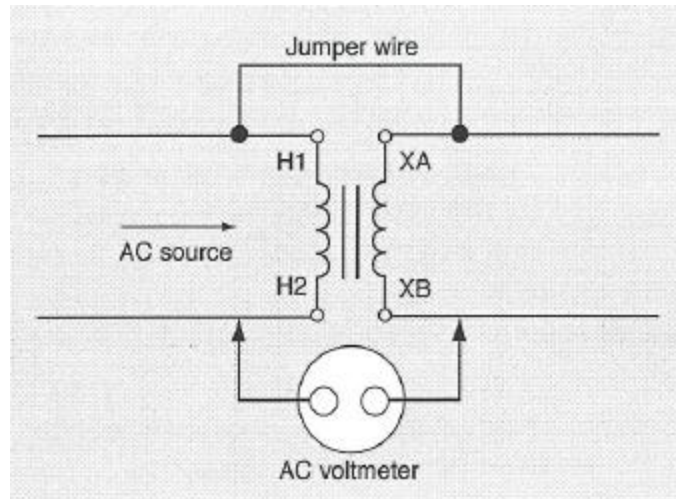 Jumper wire
H1
XA
AC source
H2
XB
AC voltmeter